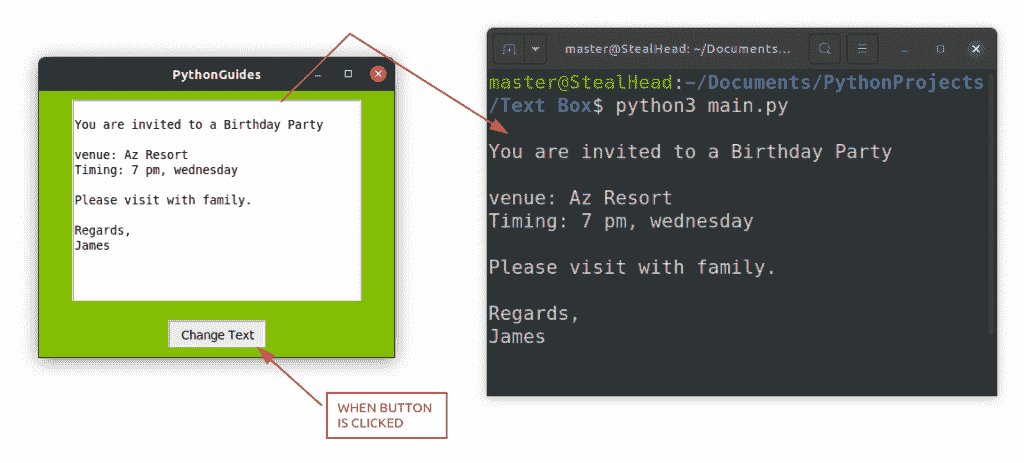 PythonGuides
You are invited to a Birthday Party
venue: Az Resort
Timing: 7 pm, wednesday
Please visit with family.
Regards,
James
Change Text
WHEN BUTTON
IS CLICKED
master@StealHead: ~/Documents...
master@StealHead:~/Documents/PythonProjects
/Text Box$ python3 main.py
You are invited to a Birthday Party
venue: Az Resort
Timing: 7 pm, wednesday
Please visit with family.
Regards,
James